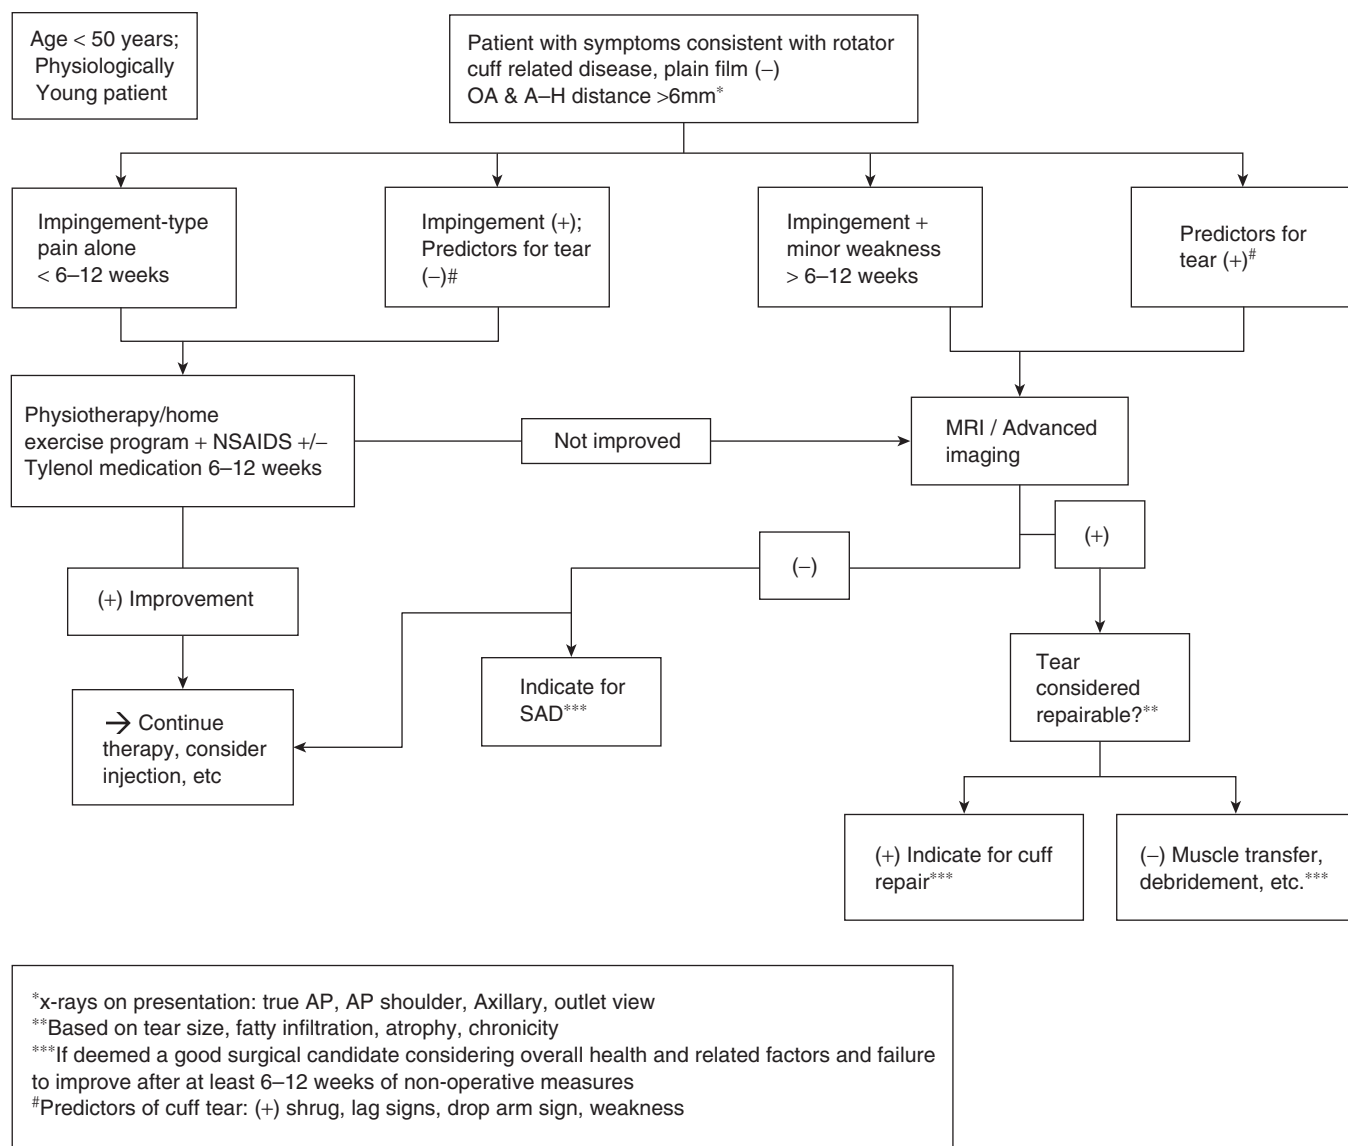 Age < 50 years;
Physiologically
Young patient
Patient with symptoms consistent with rotator
cuff related disease, plain film (–)
OA & A–H distance >6mm*
Impingement-type
pain alone
< 6–12 weeks
Impingement (+);
Predictors for tear
(–)#
Impingement +
minor weakness
> 6–12 weeks
Predictors for
tear (+)#
Physiotherapy/home
exercise program + NSAIDS +/–
Tylenol medication 6–12 weeks
Not improved
MRI / Advanced
imaging
(+)
(–)
(+) Improvement
Tear
considered
repairable?**
Indicate for
SAD***
→ Continue
therapy, consider
injection, etc
(+) Indicate for cuff
repair***
(–) Muscle transfer,
debridement, etc.***
*x-rays on presentation: true AP, AP shoulder, Axillary, outlet view
**Based on tear size, fatty infiltration, atrophy, chronicity
***If deemed a good surgical candidate considering overall health and related factors and failure
to improve after at least 6–12 weeks of non-operative measures
#Predictors of cuff tear: (+) shrug, lag signs, drop arm sign, weakness